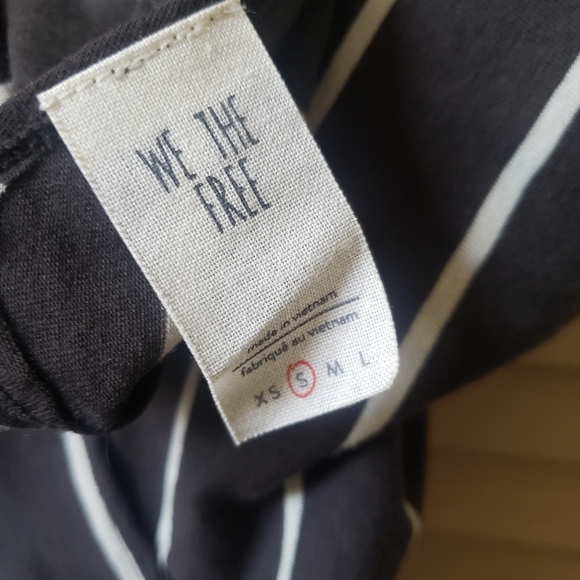 WE THE
FREE
made in vietnam
fabriqué au vietnam
XS S M L